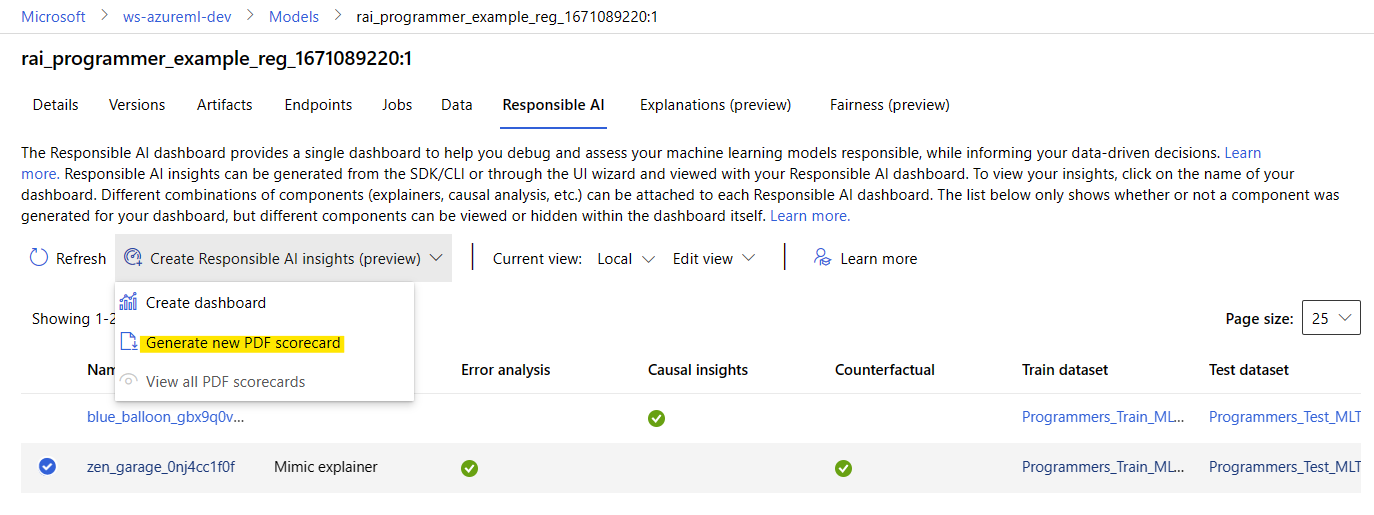 Microsoft > ws-azureml-dev > Models > rai_programmer_example_reg_1671089220:1
rai_programmer_example_reg_1671089220:1
Details Versions Artifacts Endpoints Jobs Data Responsible AI Explanations (preview) Fairness (preview)
The Responsible AI dashboard provides a single dashboard to help you debug and assess your machine learning models responsible, while informing your data-driven decisions. Learn
more. Responsible AI insights can be generated from the SDK/CLI or through the UI wizard and viewed with your Responsible AI dashboard. To view your insights, click on the name of your
dashboard. Different combinations of components (explainers, causal analysis, etc.) can be attached to each Responsible AI dashboard. The list below only shows whether or not a component was
generated for your dashboard, but different components can be viewed or hidden within the dashboard itself. Learn more.
Refresh Create Responsible AI insights (preview) Current view: Local Edit view Learn more
Create dashboard
Showing 1-2 Page size: 25
Generate new PDF scorecard
Nam Error analysis Causal insights Counterfactual Train dataset Test dataset
View all PDF scorecards
blue_balloon_gbx9q0v... Programmers_Train_ML... Programmers_Test_MLT
zen_garage_0nj4cc1f0f Mimic explainer Programmers_Train_ML... Programmers_Test_MLT